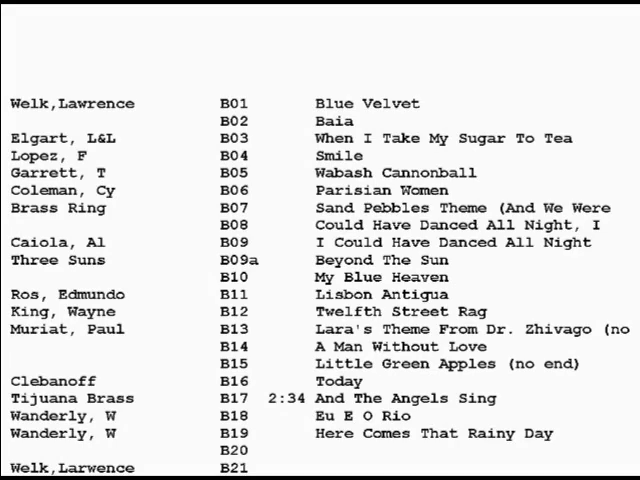 Welk,Lawrence B01 Blue Velvet
B02 Baia
Elgart, L&L B03 When I Take My Sugar To Tea
Lopez, F B04 Smile
Garrett, T B05 Wabash Cannonball
Coleman, Cy B06 Parisian Women
Brass Ring B07 Sand Pebbles Theme (And We Were
B08 Could Have Danced All Night, I
Caiola, Al B09 I Could Have Danced All Night
Three Suns B09a Beyond The Sun
B10 My Blue Heaven
Ros, Edmundo B11 Lisbon Antigua
King, Wayne B12 Twelfth Street Rag
Muriat, Paul B13 Lara's Theme From Dr. Zhivago (no
B14 A Man Without Love
B15 Little Green Apples (no end)
Clebanoff B16 Today
Tijuana Brass B17 2:34 And The Angels Sing
Wanderly, W B18 Eu E O Rio
Wanderly, W B19 Here Comes That Rainy Day
B20
Welk,Larwence B21